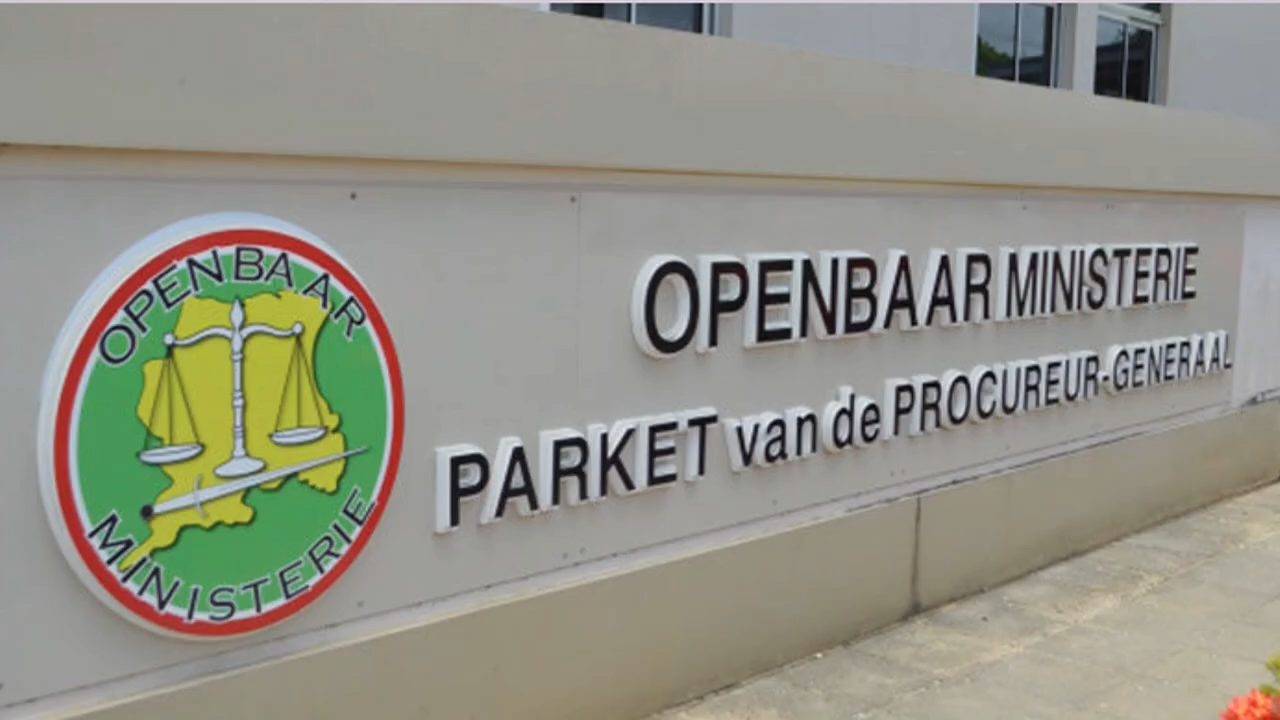 OPENBAAR
MINISTERIE
OPENBAAR MINISTERIE
PARKET van de PROCUREUR-GENERAAL